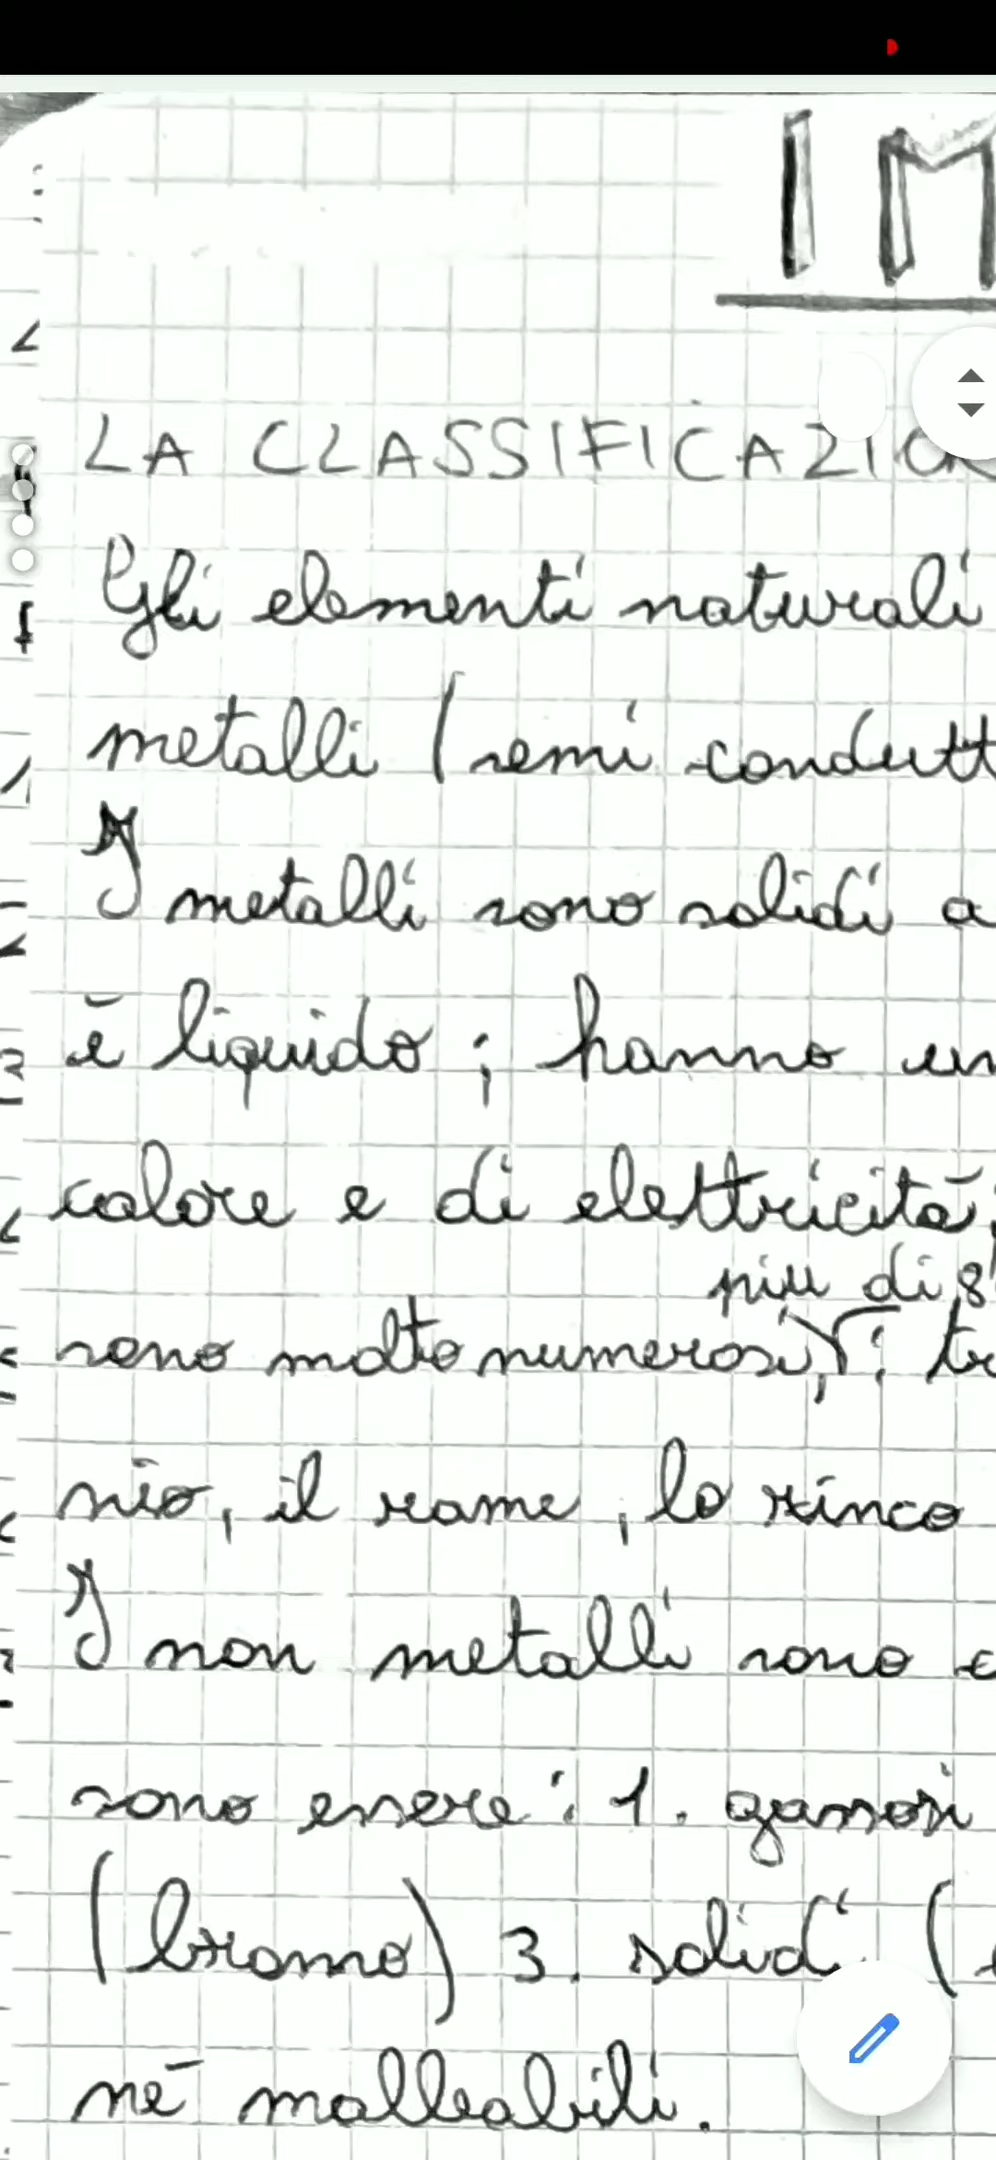 I M
LA CLASSIFICAZIO
Gli elementi naturali
metalli (semi condutt
I metalli sono solidi a
è liquido; hanno un
calore e di elettricità;
più di 8
sono molto numerosi, ; tr
nio, il rame, lo zinco
I non metalli sono
sono essere: 1. gassosi
(bromo) 3. solidi (
né malleabili.